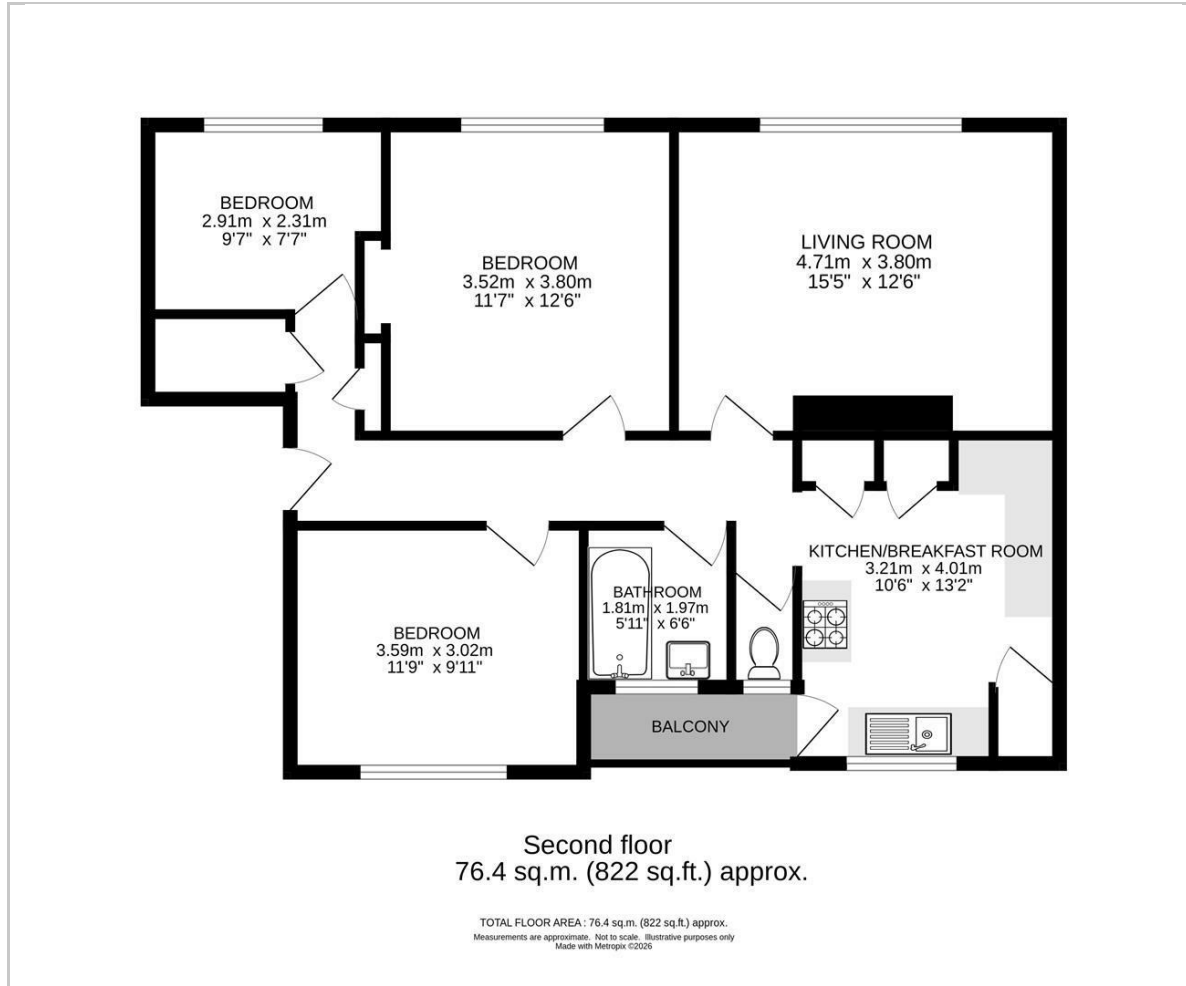 BEDROOM
2.91m x 2.31m
9'7" x 7'7"
BEDROOM
3.52m x 3.80m
11'7" x 12'6"
LIVING ROOM
4.71m x 3.80m
15'5" x 12'6"
KITCHEN/BREAKFAST ROOM
3.21m x 4.01m
10'6" x 13'2"
BATHROOM
1.81m x 1.97m
5'11" x 6'6"
BEDROOM
3.59m x 3.02m
11'9" x 9'11"
BALCONY
Second floor
76.4 sq.m. (822 sq.ft.) approx.
TOTAL FLOOR AREA : 76.4 sq.m. (822 sq.ft.) approx.
Measurements are approximate. Not to scale. Illustrative purposes only
Made with Metropix ©2026